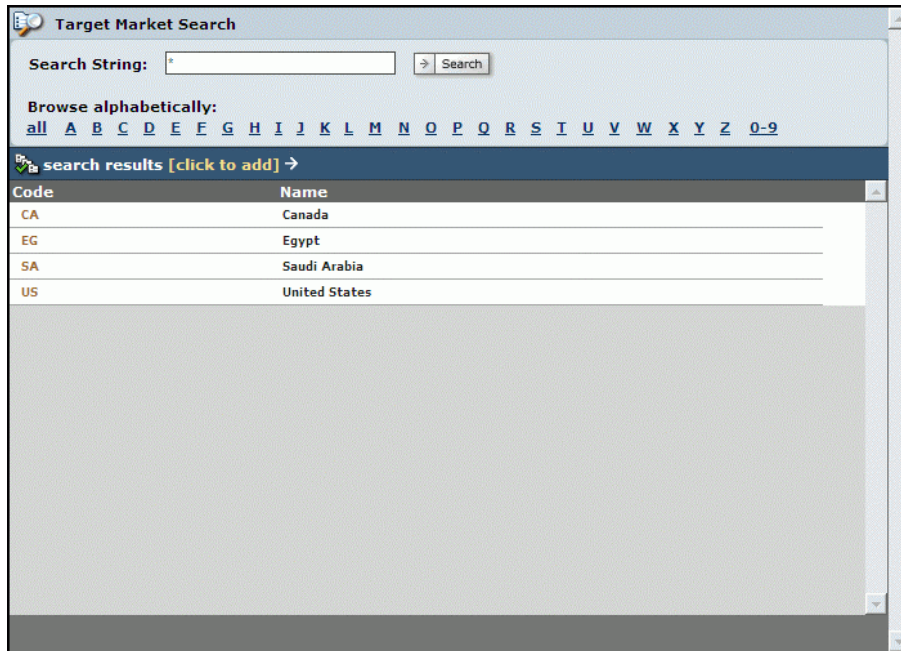 Target Market Search
Search String: * Search
Browse alphabetically:
all A B C D E F G H I J K L M N O P Q R S T U V W X Y Z 0-9
search results [click to add] →
Code Name
CA Canada
EG Egypt
SA Saudi Arabia
US United States